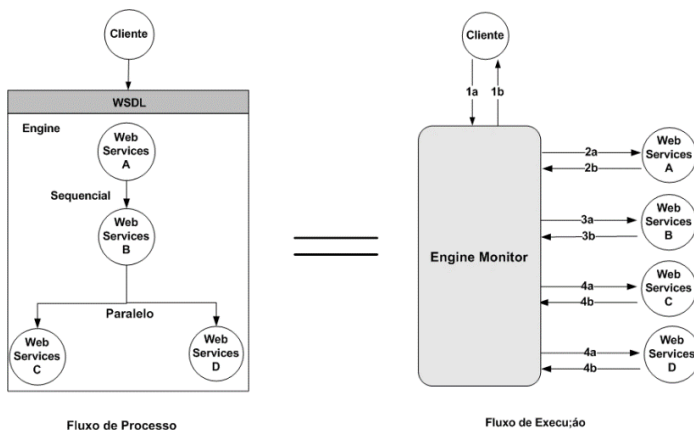 Cliente
WSDL
Engine
Web
Services
A
Sequencial
Web
Services
B
Paralelo
Web
Services
C
Web
Services
D
Fluxo de Processo
Cliente
1a
1b
Engine Monitor
2a
2b
Web
Services
A
3a
3b
Web
Services
B
4a
4b
Web
Services
C
4a
4b
Web
Services
D
Fluxo de Execu;áo